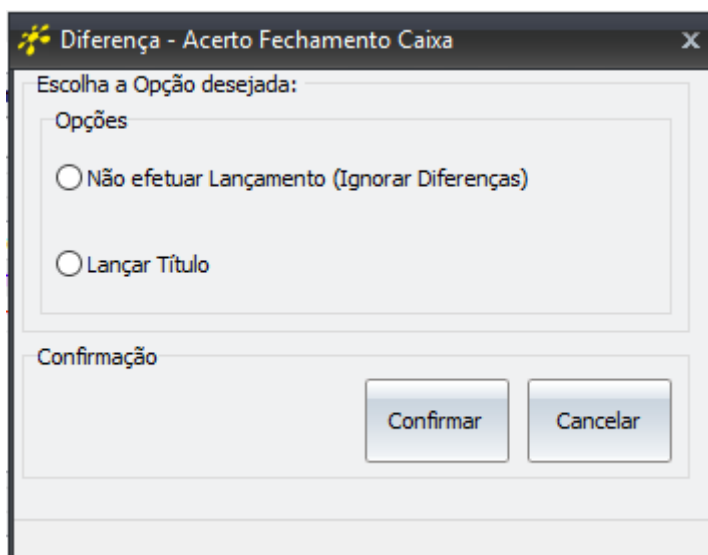 Diferença - Acerto Fechamento Caixa
x
Escolha a Opção desejada:
Opções
Não efetuar Lançamento (Ignorar Diferenças)
Lançar Título
Confirmação
Confirmar
Cancelar